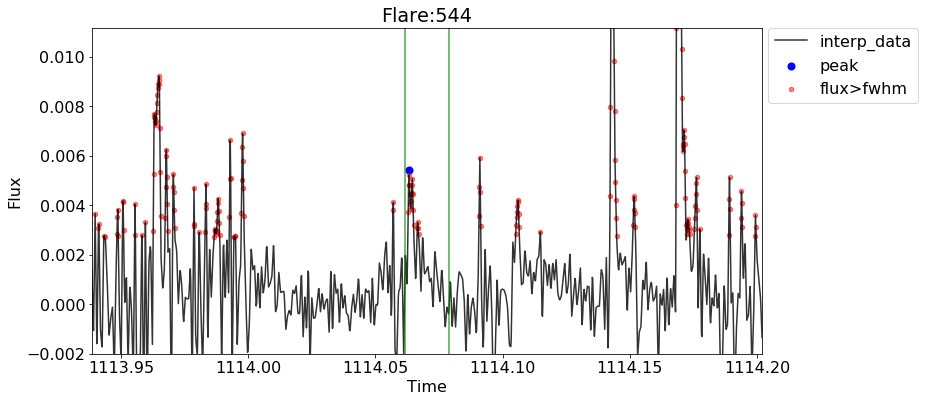 Flare:544
interp_data
peak
flux>fwhm
0.010
0.008
0.006
0.004
0.002
0.000
−0.002
Flux
1113.95 1114.00 1114.05 1114.10 1114.15 1114.20
Time